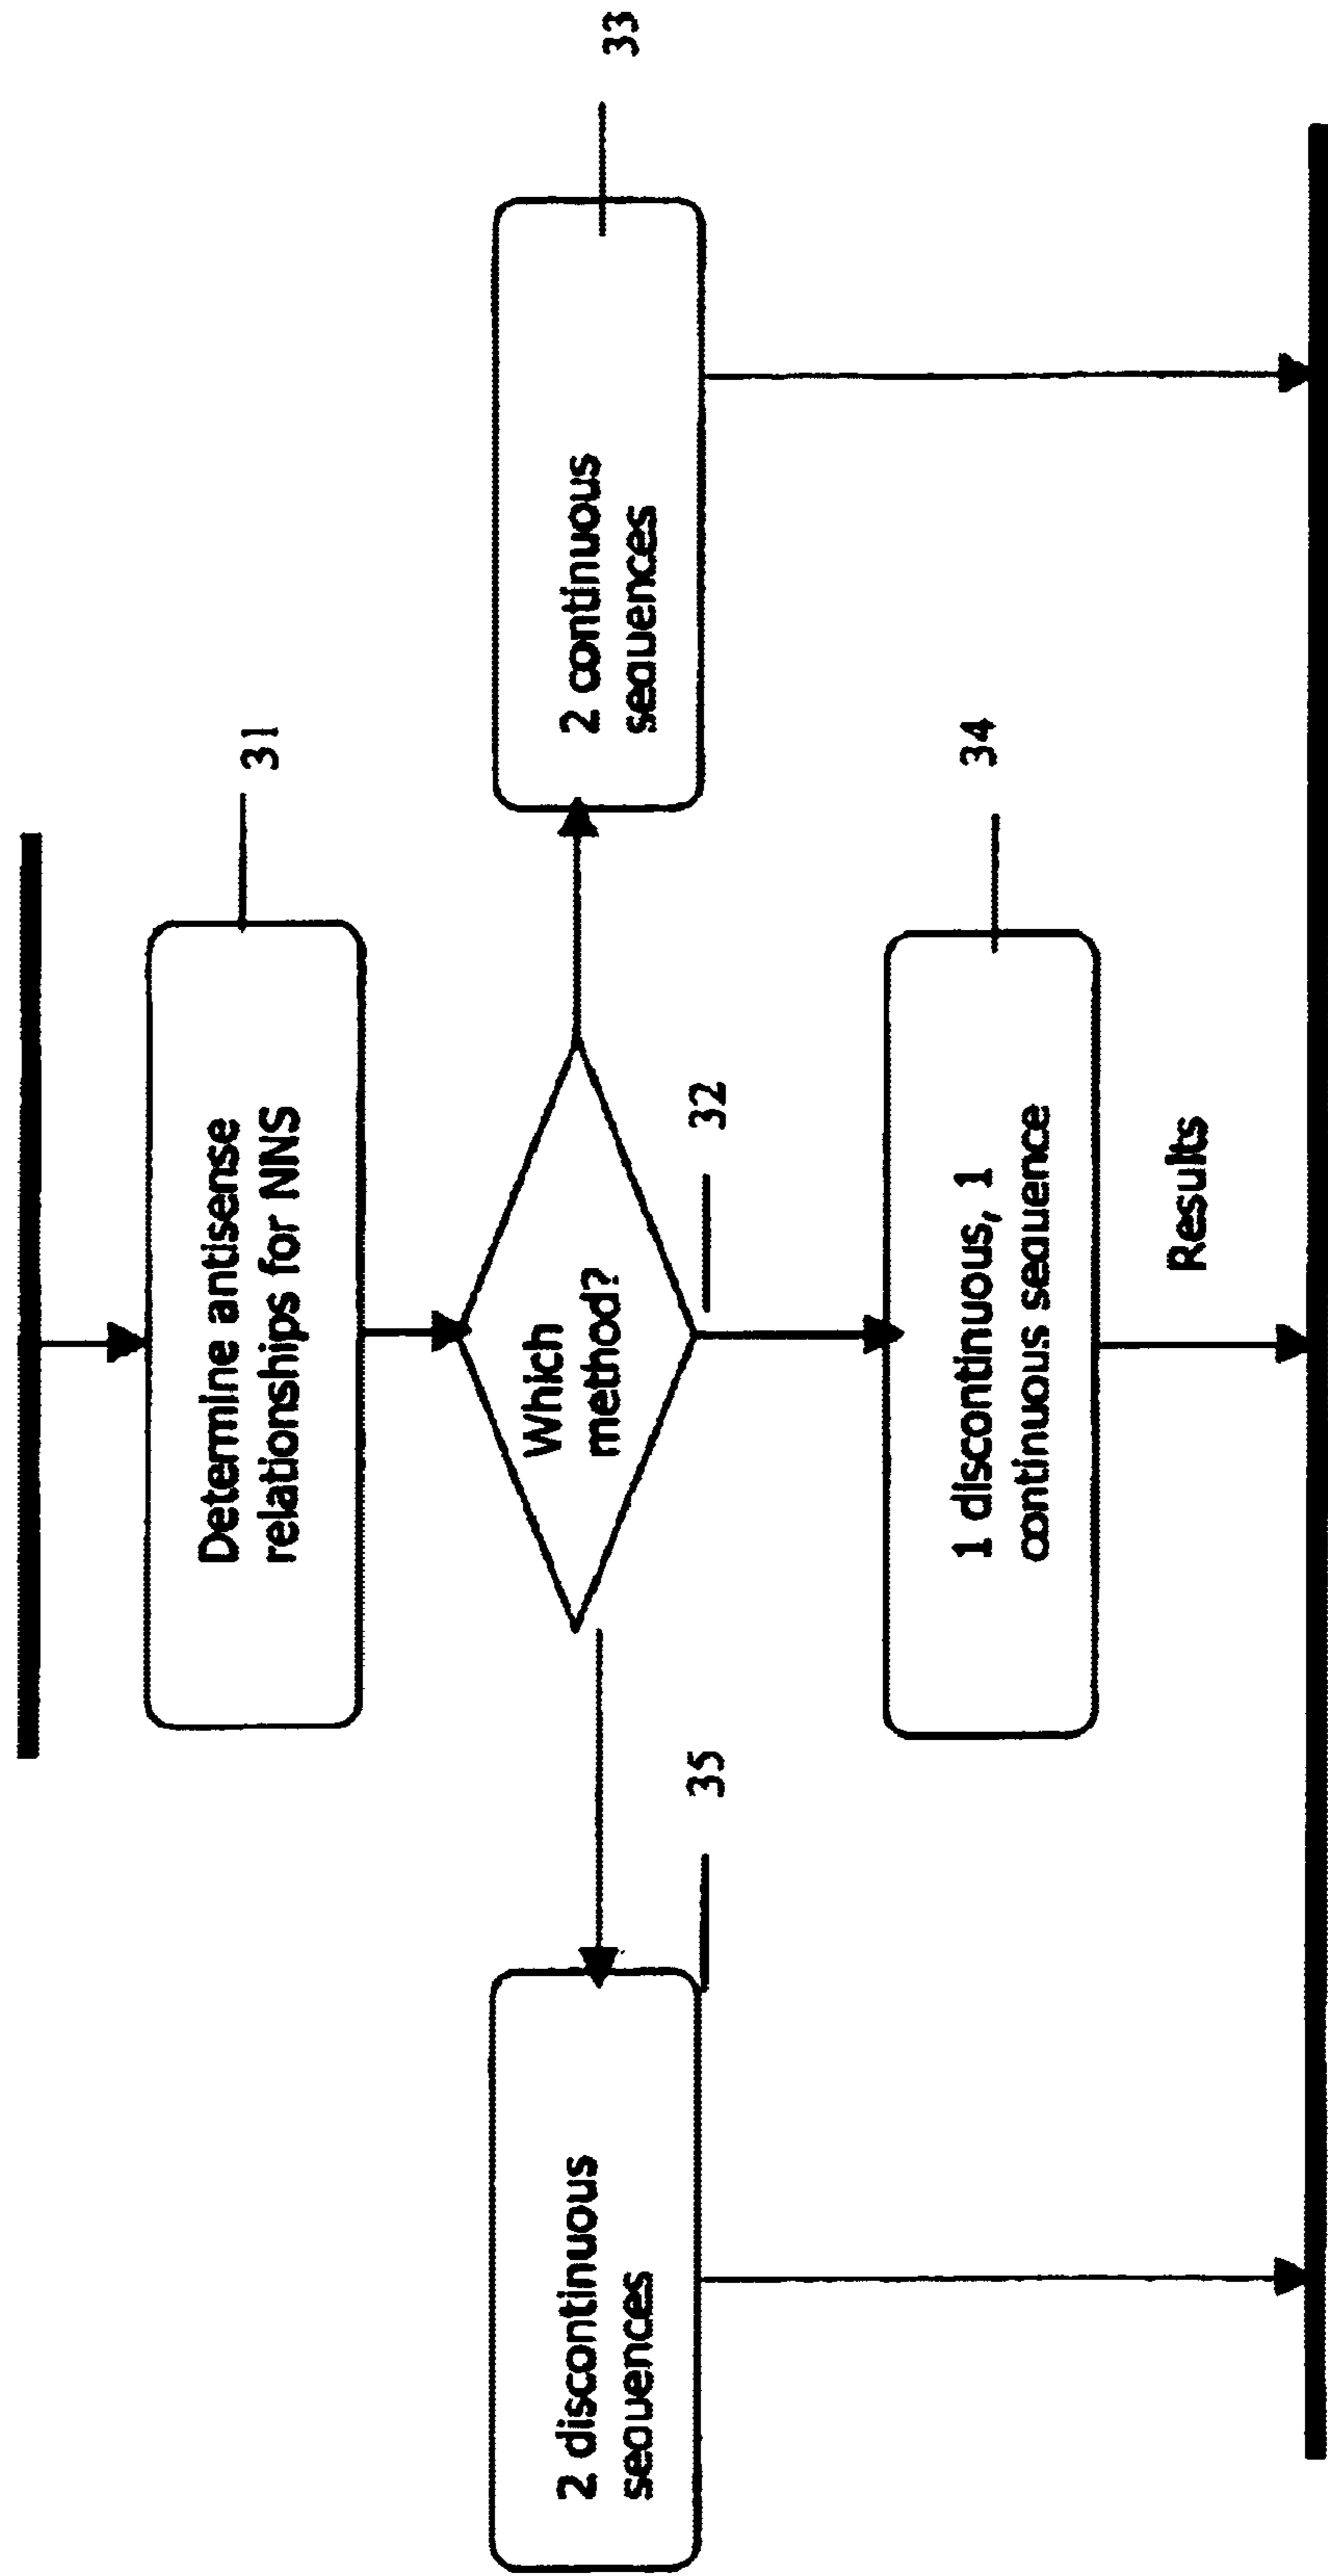 Determine antisense
relationships for NNS
31
Which
method?
32
2 discontinuous
sequences
35
2 continuous
sequences
33
1 discontinuous, 1
continuous sequence
34
Results